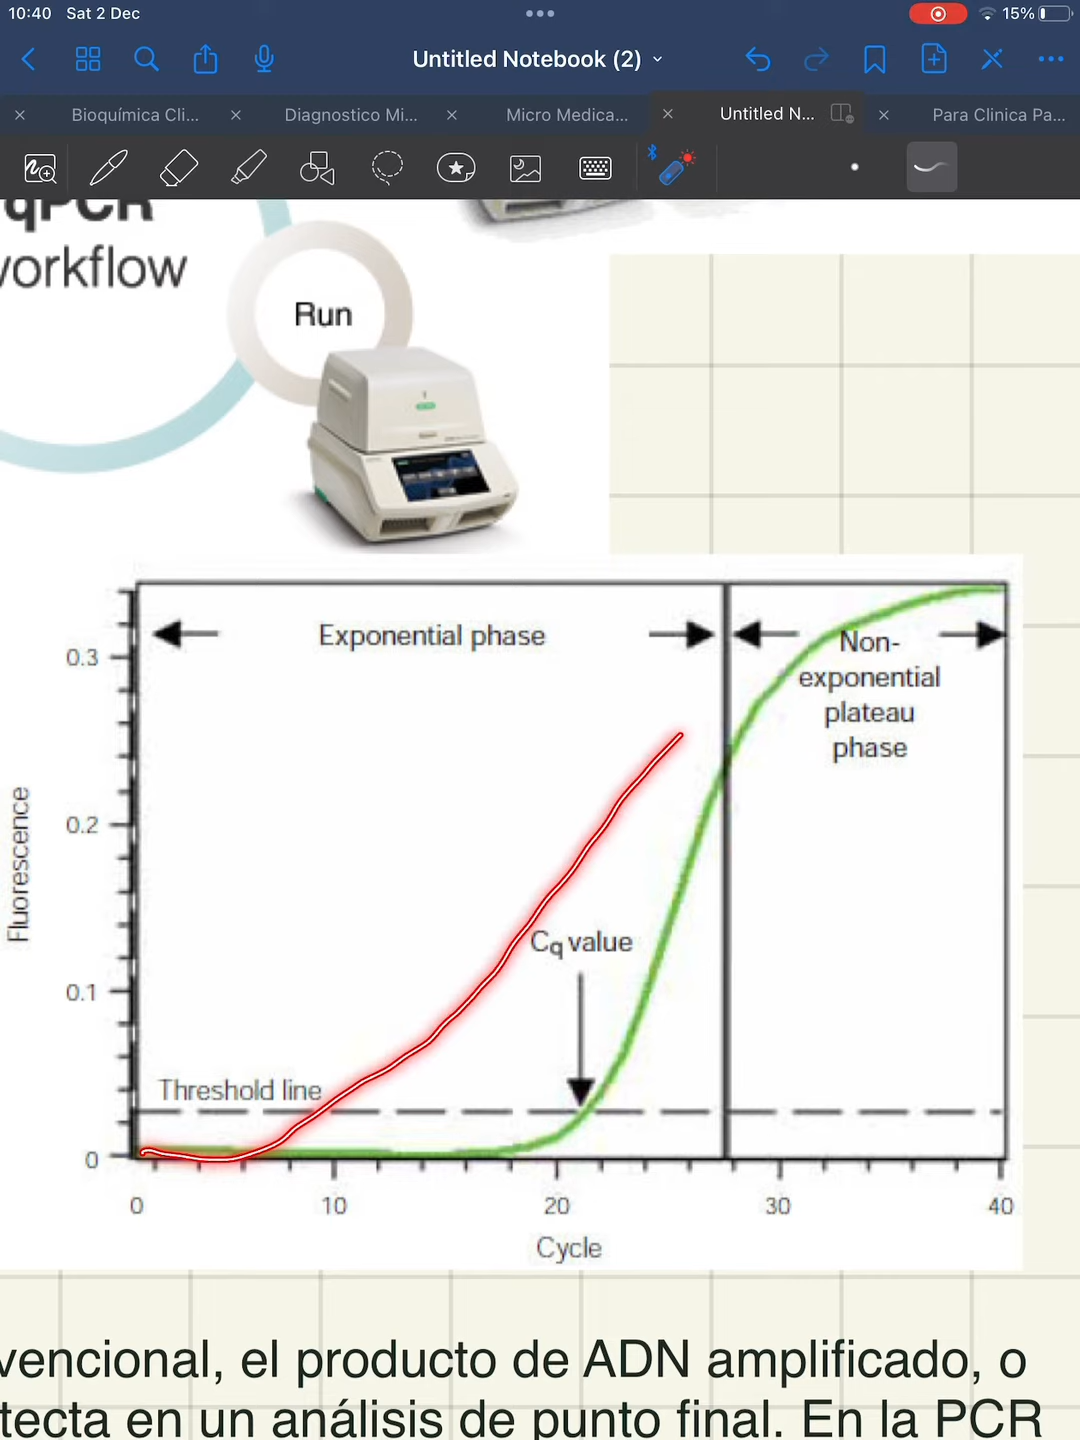 10:40 Sat 2 Dec
15%
Untitled Notebook (2)
Bioquímica Cli...
Diagnostico Mi...
Micro Medica...
Untitled N...
Para Clinica Pa...
qPCR
workflow
Run
Exponential phase
Non-
exponential
plateau
phase
0.3
0.2
0.1
0
Fluorescence
Cq value
Threshold line
0
10
20
30
40
Cycle
vencional, el producto de ADN amplificado, o
tecta en un análisis de punto final. En la PCR